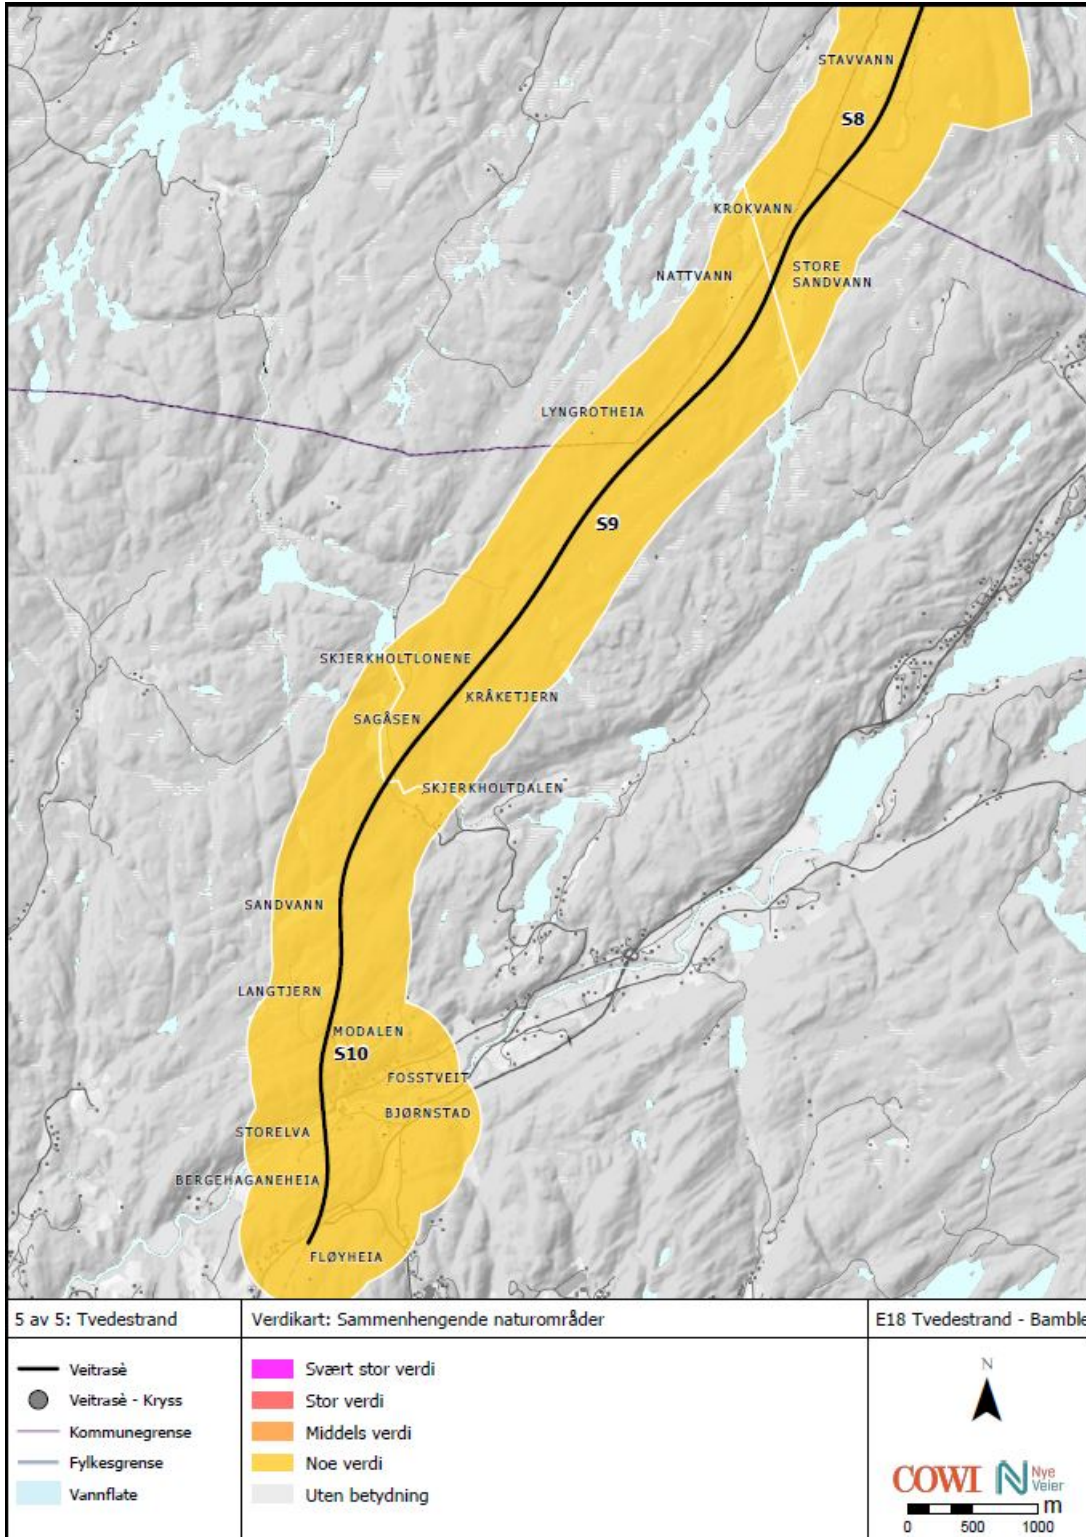 STAVVANN
S8
KROKVANN
NATTVANN
STORE
SANDVANN
LYNGROTHEIA
S9
SKJERKHOLTLONENE
KRÅKETJERN
SAGÅSEN
SKJERKHOLTDALEN
SANDVANN
LANGTJERN
MODALEN
S10
FOSSTVEIT
BJØRNSTAD
STORELVA
BERGEHAGANEHEIA
FLØYHEIA
5 av 5: Tvedestrand
Verdikart: Sammenhengende naturområder
E18 Tvedestrand - Bamble
Veitrasè
Veitrasè - Kryss
Kommunegrense
Fylkesgrense
Vannflate
Svært stor verdi
Stor verdi
Middels verdi
Noe verdi
Uten betydning
N
COWI
Nye
Veier
m
0 500 1000